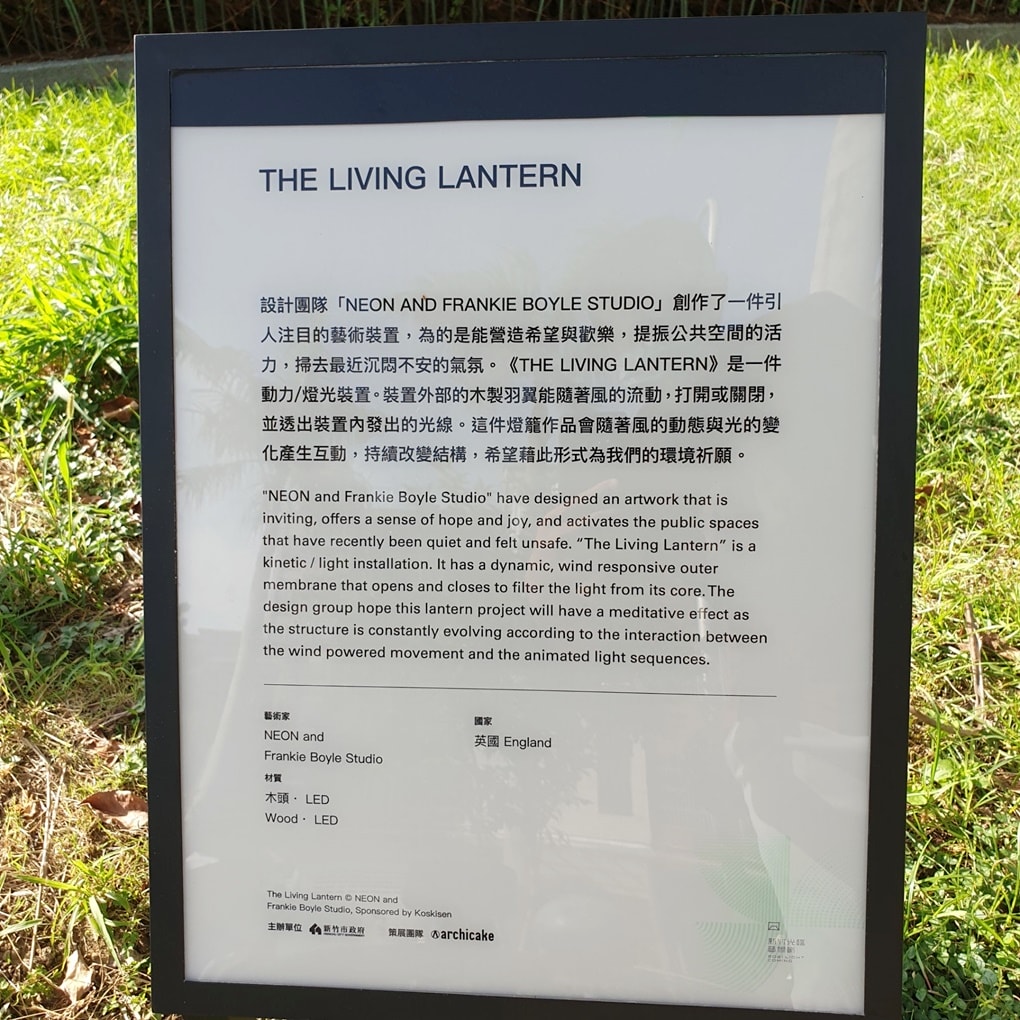 THE LIVING LANTERN
設計團隊「NEON AND FRANKIE BOYLE STUDIO」創作了一件引
人注目的藝術裝置，為的是能營造希望與歡樂，提振公共空間的活
力，掃去最近沉悶不安的氣氛。《THE LIVING LANTERN》是一件
動力/燈光裝置。裝置外部的木製羽翼能隨著風的流動，打開或關閉，
並透出裝置內發出的光線。這件燈籠作品會隨著風的動態與光的變
化產生互動，持續改變結構，希望藉此形式為我們的環境祈願。
"NEON and Frankie Boyle Studio" have designed an artwork that is
inviting, offers a sense of hope and joy, and activates the public spaces
that have recently been quiet and felt unsafe. “The Living Lantern” is a
kinetic / light installation. It has a dynamic, wind responsive outer
membrane that opens and closes to filter the light from its core. The
design group hope this lantern project will have a meditative effect as
the structure is constantly evolving according to the interaction between
the wind powered movement and the animated light sequences.
藝術家
NEON and
Frankie Boyle Studio
國家
英國 England
材質
木頭・ LED
Wood・ LED
The Living Lantern © NEON and
Frankie Boyle Studio, Sponsored by Koskisen
主辦單位 新竹市政府 策展團隊 archicake